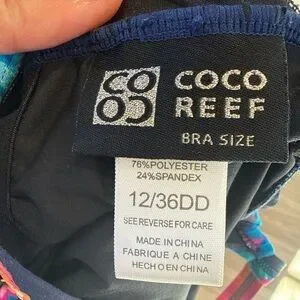 COCO
REEF
BRA SIZE
76%POLYESTER
24%SPANDEX
12/36DD
SEE REVERSE FOR CARE
MADE IN CHINA
FABRIQUE A CHINE
HECHO EN CHINA